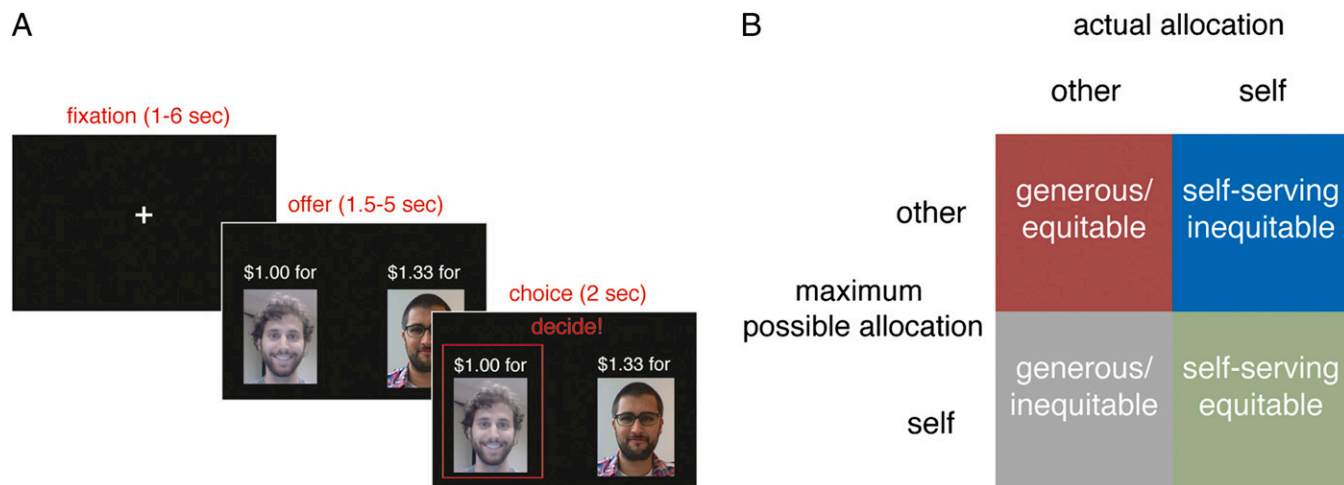 A
fixation (1-6 sec)
+
offer (1.5-5 sec)
$1.00 for
$1.33 for
choice (2 sec)
decide!
$1.00 for
$1.33 for
B
actual allocation
other
self
maximum
possible allocation
other
generous/
equitable
self-serving
inequitable
self
generous/
inequitable
self-serving
equitable